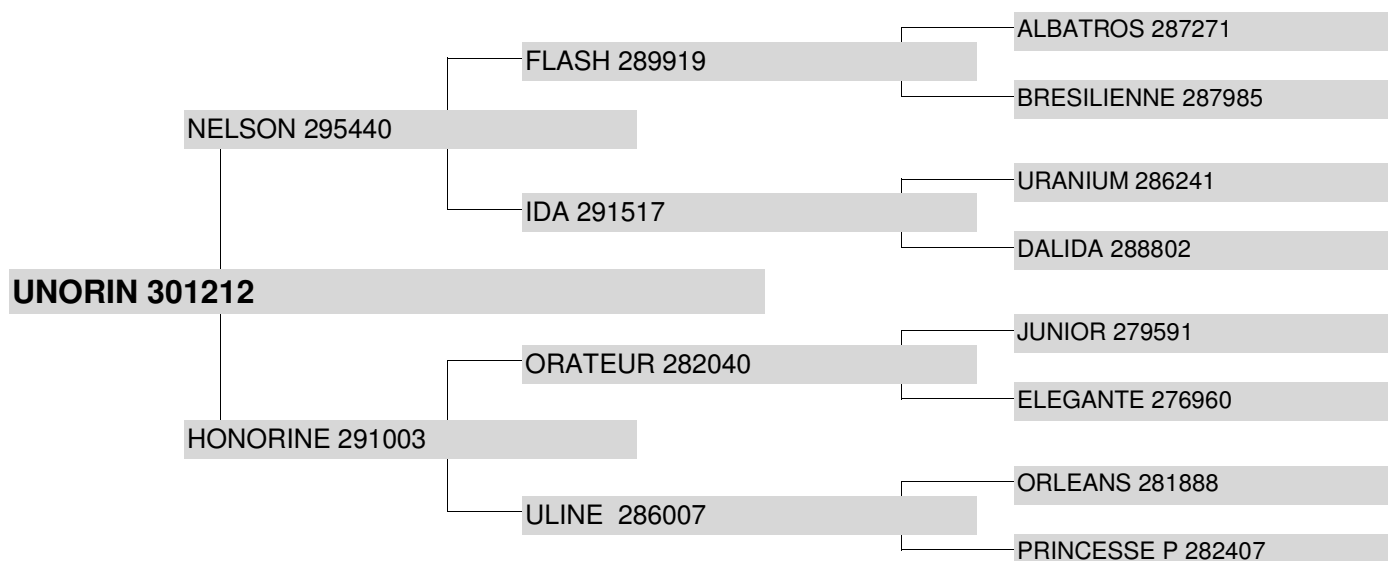 ALBATROS 287271
FLASH 289919
BRESILIENNE 287985
NELSON 295440
URANIUM 286241
IDA 291517
DALIDA 288802
UNORIN 301212
JUNIOR 279591
ORATEUR 282040
ELEGANTE 276960
HONORINE 291003
ORLEANS 281888
ULINE  286007
PRINCESSE P 282407